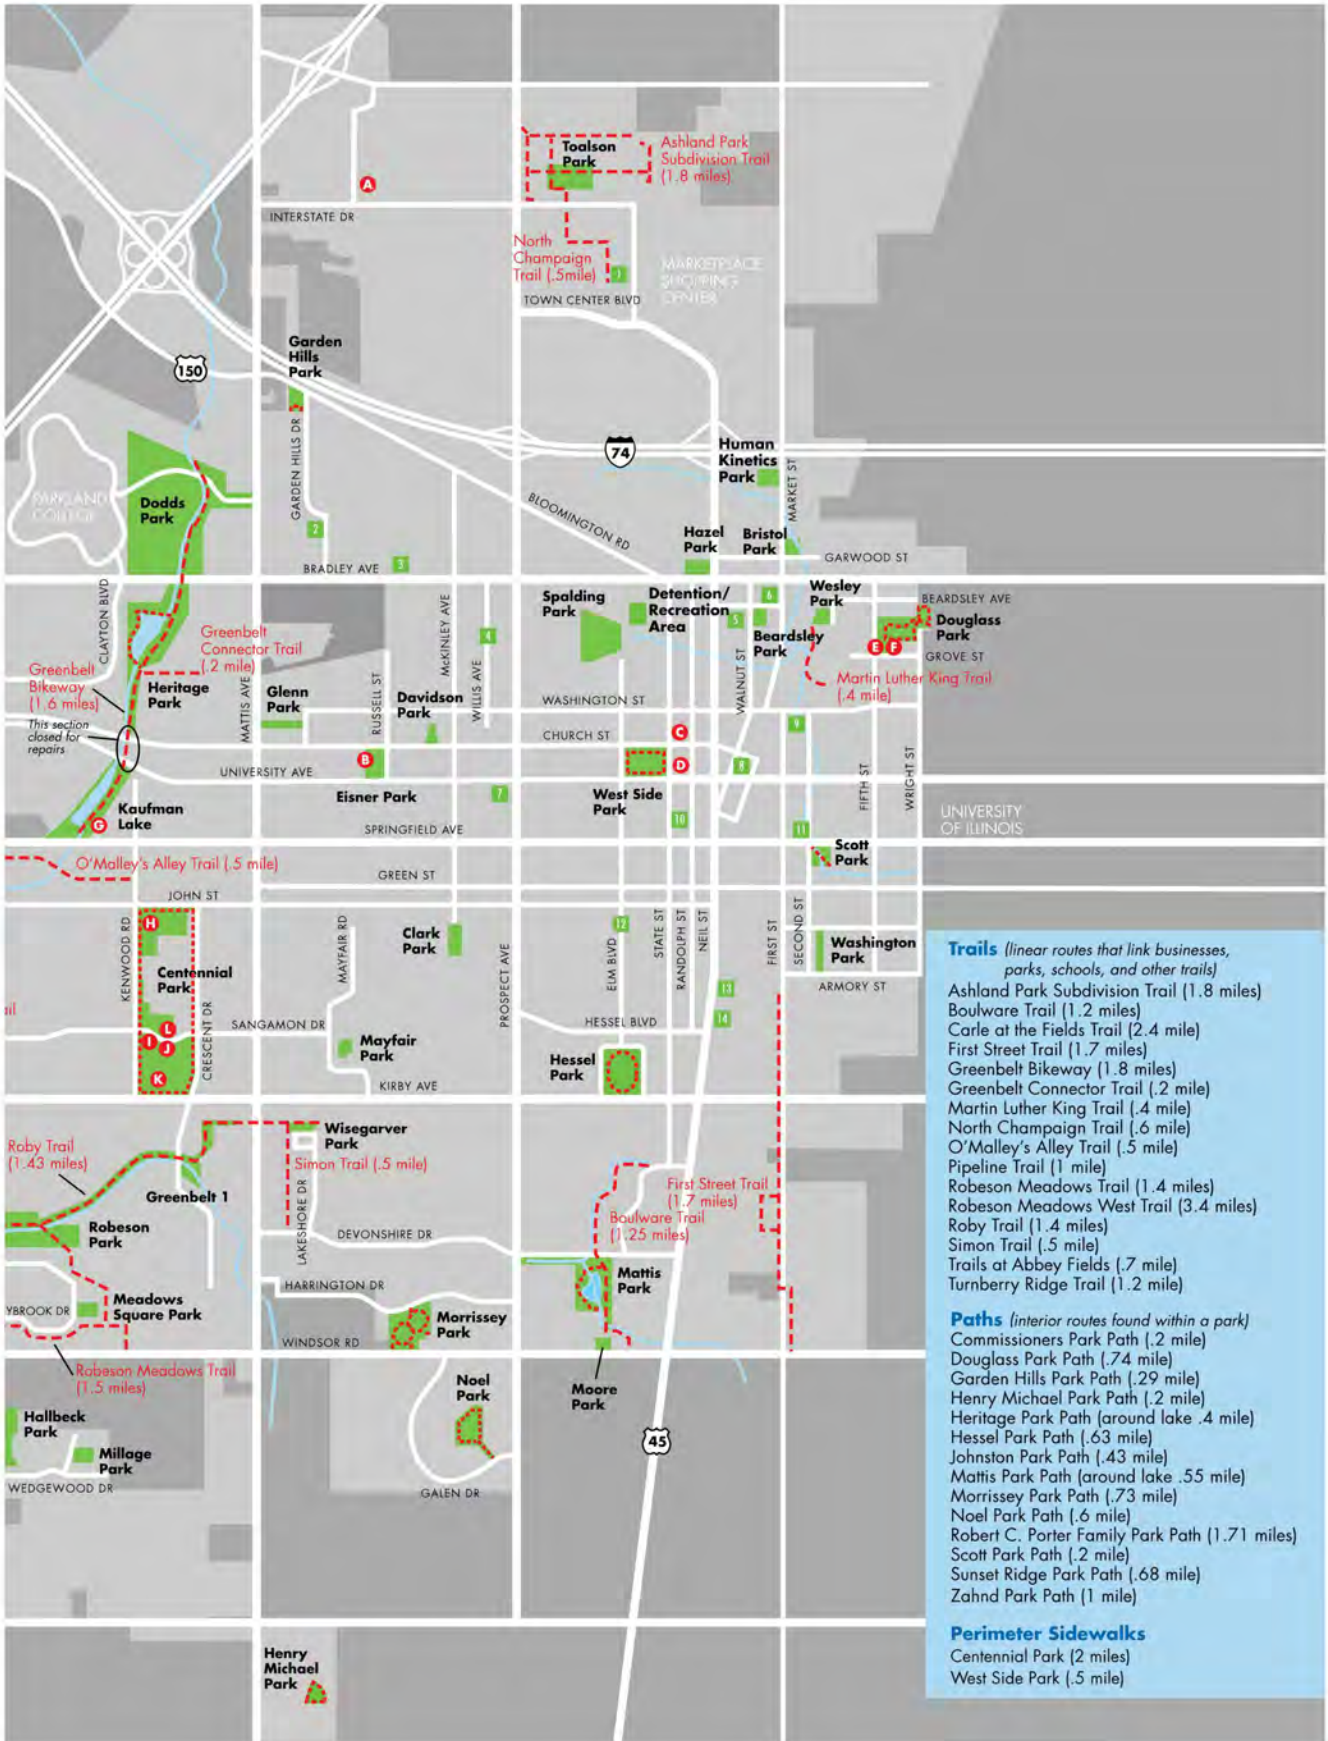 Toalson
Park
Ashland Park
Subdivision Trail
(1.8 miles)
A
INTERSTATE DR
North
Champaign
Trail (.5mile)
1
MARKETPLACE
SHOPPING
CENTER
TOWN CENTER BLVD
Garden
Hills
Park
150
74
Human
Kinetics
Park
MARKET ST
GARDEN HILLS DR
PARKLAND
COLLEGE
Dodds
Park
BLOOMINGTON RD
2
Hazel
Park
Bristol
Park
GARWOOD ST
BRADLEY AVE
3
CLAYTON BLVD
Spalding
Park
Detention/
Recreation
Area
6
5
Wesley
Park
BEARDSLEY AVE
Douglass
Park
Beardsley
Park
E
F
GROVE ST
McKINLEY AVE
4
WILLIS AVE
Greenbelt
Connector Trail
(.2 mile)
Greenbelt
Bikeway
(1.6 miles)
This section
closed for
repairs
Heritage
Park
MATTIS AVE
Glenn
Park
RUSSELL ST
Davidson
Park
WASHINGTON ST
WALNUT ST
Martin Luther King Trail
(.4 mile)
CHURCH ST
C
9
B
D
8
UNIVERSITY AVE
Eisner Park
7
West Side
Park
FIFTH ST
WRIGHT ST
Kaufman
Lake
G
SPRINGFIELD AVE
10
11
UNIVERSITY
OF ILLINOIS
Scott
Park
O'Malley's Alley Trail (.5 mile)
GREEN ST
JOHN ST
H
KENWOOD RD
Centennial
Park
CRESCENT DR
MAYFAIR RD
Clark
Park
PROSPECT AVE
12
ELM BLVD
STATE ST
RANDOLPH ST
NEIL ST
FIRST ST
SECOND ST
Washington
Park
ARMORY ST
13
14
ail
SANGAMON DR
L
I
J
K
Mayfair
Park
HESSEL BLVD
Hessel
Park
KIRBY AVE
Roby Trail
(1.43 miles)
Wisegarver
Park
Simon Trail (.5 mile)
Greenbelt 1
LAKESHORE DR
First Street Trail
(1.7 miles)
Boulware Trail
(1.25 miles)
Robeson
Park
DEVONSHIRE DR
HARRINGTON DR
Mattis
Park
YBROOK DR
Meadows
Square Park
Morrissey
Park
WINDSOR RD
Robeson Meadows Trail
(1.5 miles)
Noel
Park
Moore
Park
Hallbeck
Park
Millage
Park
WEDGEWOOD DR
GALEN DR
45
Henry
Michael
Park
Trails (linear routes that link businesses,
parks, schools, and other trails)
Ashland Park Subdivision Trail (1.8 miles)
Boulware Trail (1.2 miles)
Carle at the Fields Trail (2.4 mile)
First Street Trail (1.7 miles)
Greenbelt Bikeway (1.8 miles)
Greenbelt Connector Trail (.2 mile)
Martin Luther King Trail (.4 mile)
North Champaign Trail (.6 mile)
O'Malley's Alley Trail (.5 mile)
Pipeline Trail (1 mile)
Robeson Meadows Trail (1.4 miles)
Robeson Meadows West Trail (3.4 miles)
Roby Trail (1.4 miles)
Simon Trail (.5 mile)
Trails at Abbey Fields (.7 mile)
Turnberry Ridge Trail (1.2 mile)
Paths (interior routes found within a park)
Commissioners Park Path (.2 mile)
Douglass Park Path (.74 mile)
Garden Hills Park Path (.29 mile)
Henry Michael Park Path (.2 mile)
Heritage Park Path (around lake .4 mile)
Hessel Park Path (.63 mile)
Johnston Park Path (.43 mile)
Mattis Park Path (around lake .55 mile)
Morrissey Park Path (.73 mile)
Noel Park Path (.6 mile)
Robert C. Porter Family Park Path (1.71 miles)
Scott Park Path (.2 mile)
Sunset Ridge Park Path (.68 mile)
Zahnd Park Path (1 mile)
Perimeter Sidewalks
Centennial Park (2 miles)
West Side Park (.5 mile)